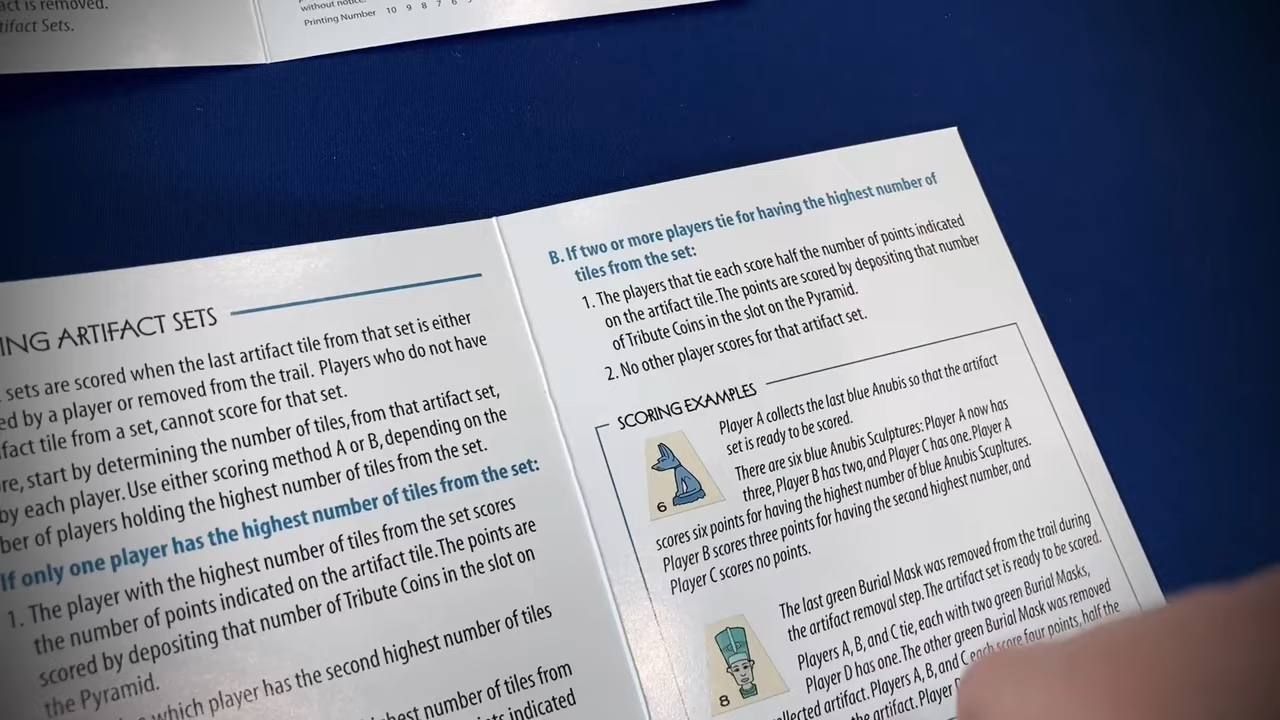 act is removed.
tifact Sets.
without notice.
Printing Number 10 9 8 7 6
ING ARTIFACT SETS
sets are scored when the last artifact tile from that set is either
ed by a player or removed from the trail. Players who do not have
fact tile from a set, cannot score for that set.
re, start by determining the number of tiles, from that artifact set,
by each player. Use either scoring method A or B, depending on the
ber of players holding the highest number of tiles from the set.
If only one player has the highest number of tiles from the set:
1. The player with the highest number of tiles from the set scores
the number of points indicated on the artifact tile. The points are
scored by depositing that number of Tribute Coins in the slot on
the Pyramid.
which player has the second highest number of tiles
hest number of tiles from
ts indicated
B. If two or more players tie for having the highest number of
tiles from the set:
1. The players that tie each score half the number of points indicated
on the artifact tile. The points are scored by depositing that number
of Tribute Coins in the slot on the Pyramid.
2. No other player scores for that artifact set.
SCORING EXAMPLES
Player A collects the last blue Anubis so that the artifact
set is ready to be scored.
There are six blue Anubis Sculptures: Player A now has
three, Player B has two, and Player C has one. Player A
scores six points for having the highest number of blue Anubis Scupltures.
Player B scores three points for having the second highest number, and
Player C scores no points.
6
The last green Burial Mask was removed from the trail during
the artifact removal step. The artifact set is ready to be scored.
Players A, B, and C tie, each with two green Burial Masks,
Player D has one. The other green Burial Mask was removed
llected artifact. Players A, B, and C each score four points, half the
the artifact. Player
8